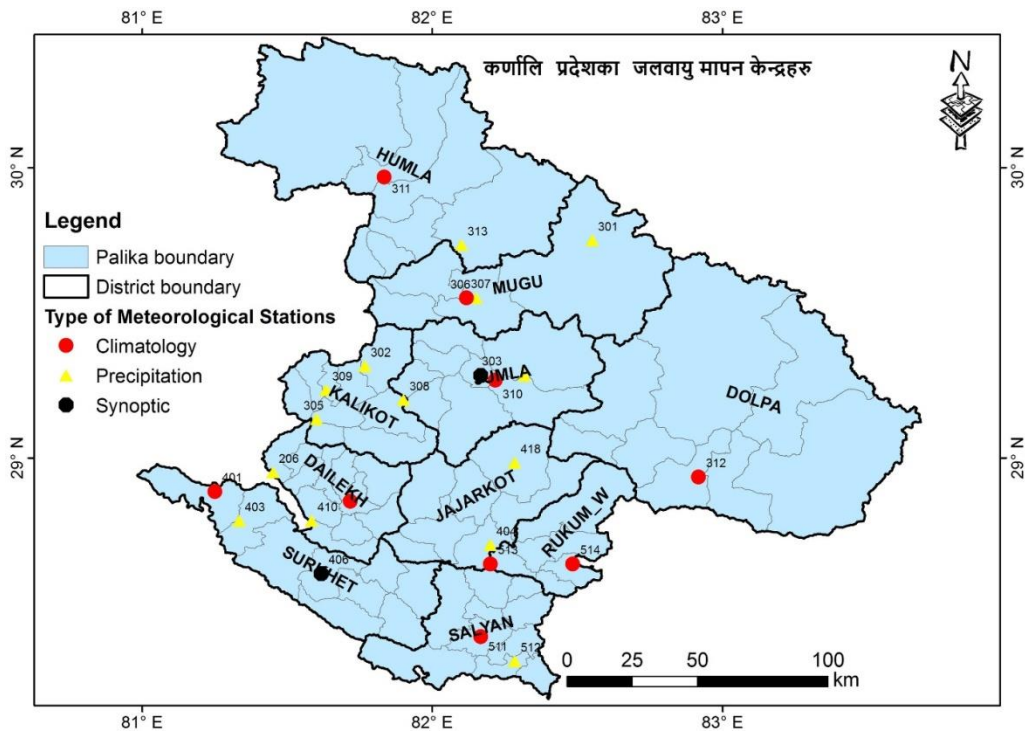 81° E 82° E 83° E
कर्णालि प्रदेशका जलवायु मापन केन्द्रहरु
N
30° N 30° N
HUMLA
311
Legend
Palika boundary
District boundary
Type of Meteorological Stations
Climatology
Precipitation
Synoptic
313
301
306 307
MUGU
302
303
309
308
JUMLA
310
305
KALIKOT
DOLPA
29° N 29° N
206
418
312
401
DAILEKH
JAJARKOT
403
410
404
RUKUM_W
513
514
406
SURKHET
SALYAN
511
512
0 25 50 100
km
81° E 82° E 83° E